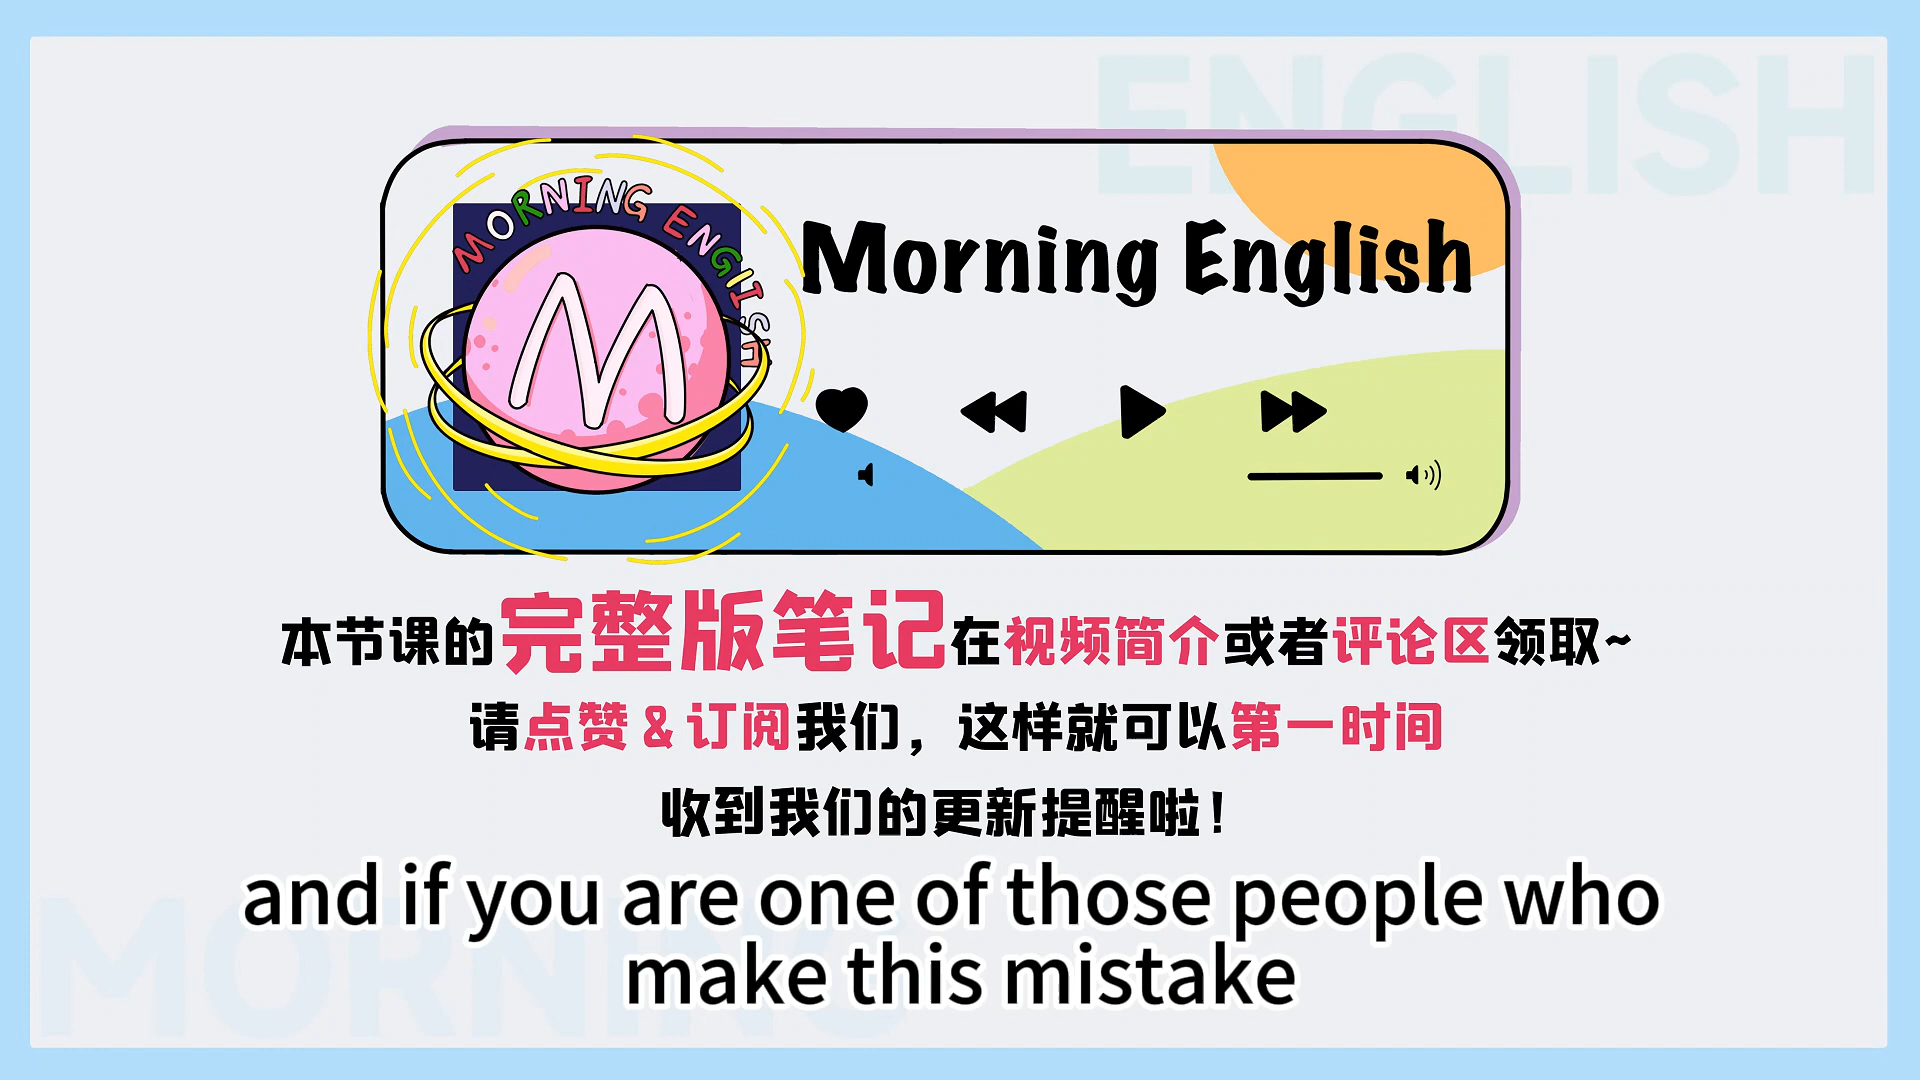 ENGLISH
MORNING ENGLISH
M
Morning English
本节课的完整版笔记在视频简介或者评论区领取~
请点赞&订阅我们，这样就可以第一时间
收到我们的更新提醒啦！
and if you are one of those people who
make this mistake
MORNING